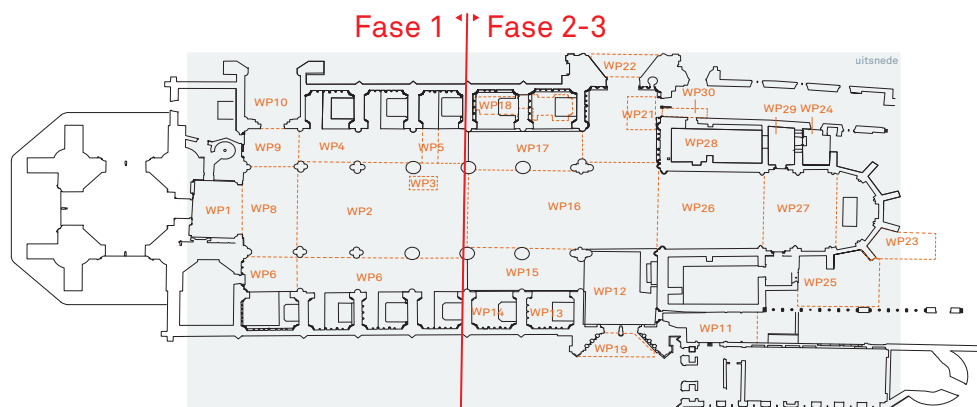 Fase 1 Fase 2-3
uitsnede
WP22
WP30
WP10
WP18
WP21
WP29 WP24
WP9
WP4
WP5
WP17
WP28
WP3
WP1
WP8
WP2
WP16
WP26
WP27
WP23
WP6
WP6
WP15
WP12
WP25
WP14
WP13
WP11
WP19